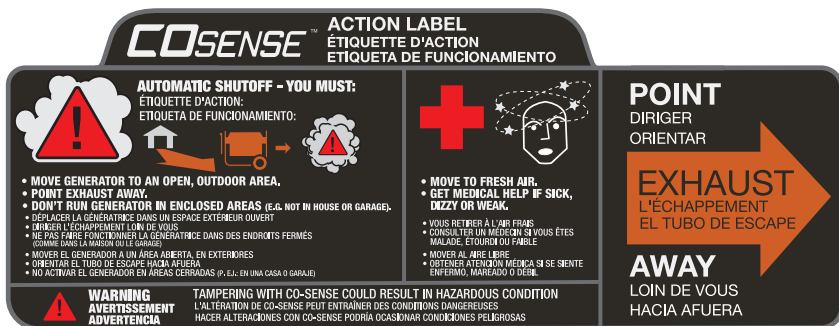 COSENSE™
ACTION LABEL
ÉTIQUETTE D'ACTION
ETIQUETA DE FUNCIONAMIENTO
AUTOMATIC SHUTOFF – YOU MUST:
ÉTIQUETTE D'ACTION:
ETIQUETA DE FUNCIONAMIENTO:
• MOVE GENERATOR TO AN OPEN, OUTDOOR AREA.
• POINT EXHAUST AWAY.
• DON'T RUN GENERATOR IN ENCLOSED AREAS (E.G. NOT IN HOUSE OR GARAGE).
• DÉPLACER LA GÉNÉRATRICE DANS UN ESPACE EXTÉRIEUR OUVERT
• DIRIGER L'ÉCHAPPEMENT LOIN DE VOUS
• NE PAS FAIRE FONCTIONNER LA GÉNÉRATRICE DANS DES ENDROITS FERMÉS
(COMME DANS LA MAISON OU LE GARAGE)
• MOVER EL GENERADOR A UN ÁREA ABIERTA, EN EXTERIORES
• ORIENTAR EL TUBO DE ESCAPE HACIA AFUERA
• NO ACTIVAR EL GENERADOR EN ÁREAS CERRADAS (P. EJ.: EN UNA CASA O GARAJE)
• MOVE TO FRESH AIR.
• GET MEDICAL HELP IF SICK,
DIZZY OR WEAK.
• VOUS RETIRER À L'AIR FRAIS
• CONSULTER UN MÉDECIN SI VOUS ÊTES
MALADE, ÉTOURDI OU FAIBLE
• MOVER AL AIRE LIBRE
• OBTENER ATENCIÓN MÉDICA SI SE SIENTE
ENFERMO, MAREADO O DÉBIL
POINT
DIRIGER
ORIENTAR
EXHAUST
L'ÉCHAPPEMENT
EL TUBO DE ESCAPE
AWAY
LOIN DE VOUS
HACIA AFUERA
WARNING
AVERTISSEMENT
ADVERTENCIA
TAMPERING WITH CO-SENSE COULD RESULT IN HAZARDOUS CONDITION
L'ALTÉRATION DE CO-SENSE PEUT ENTRAÎNER DES CONDITIONS DANGEREUSES
HACER ALTERACIONES CON CO-SENSE PODRÍA OCASIONAR CONDICIONES PELIGROSAS